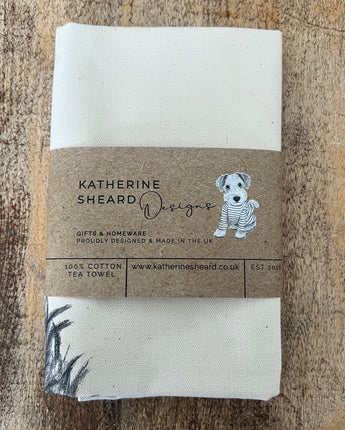 KATHERINE
SHEARD Designs
GIFTS & HOMEWARE
PROUDLY DESIGNED & MADE IN THE UK
100% COTTON
TEA TOWEL
www.katherinesheard.co.uk
EST